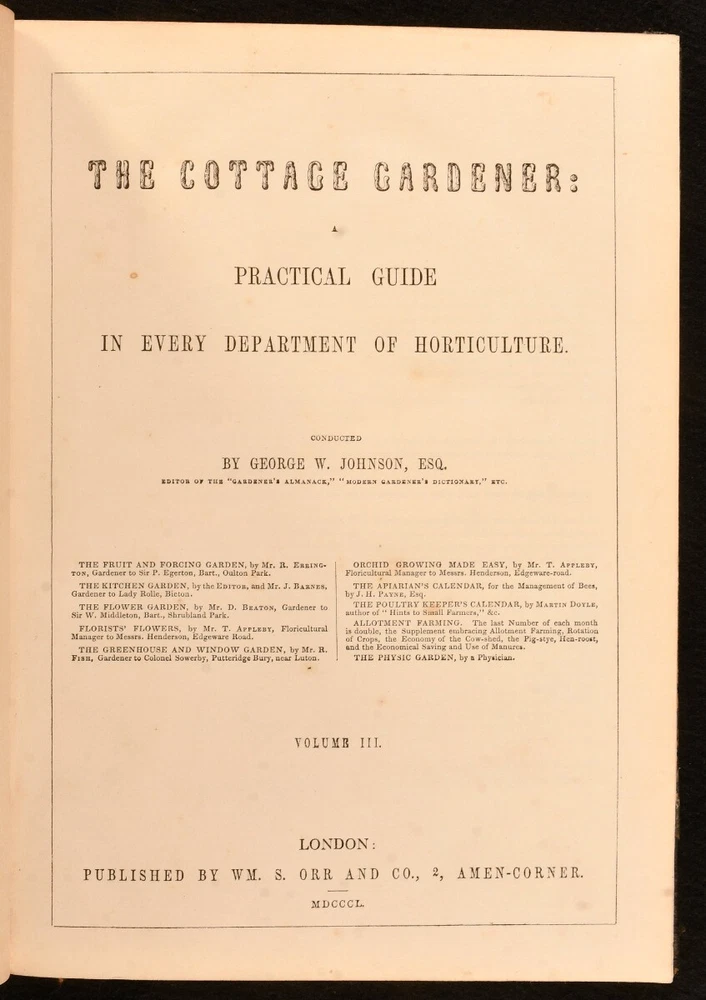 THE COTTAGE GARDENER:
A
PRACTICAL GUIDE
IN EVERY DEPARTMENT OF HORTICULTURE.
CONDUCTED
BY GEORGE W. JOHNSON, ESQ.
EDITOR OF THE "GARDENER'S ALMANACK," "MODERN GARDENER'S DICTIONARY," ETC.
THE FRUIT AND FORCING GARDEN, by Mr. R. ERRING-
TON, Gardener to Sir P. Egerton, Bart., Oulton Park.
THE KITCHEN GARDEN, by the EDITOR, and Mr. J. BARNES,
Gardener to Lady Rolle, Bicton.
THE FLOWER GARDEN, by Mr. D. BEATON, Gardener to
Sir W. Middleton, Bart., Shrubland Park.
FLORISTS' FLOWERS, by Mr. T. APPLEBY, Floricultural
Manager to Messrs. Henderson, Edgeware Road.
THE GREENHOUSE AND WINDOW GARDEN, by Mr. R.
FISH, Gardener to Colonel Sowerby, Putteridge Bury, near Luton.
ORCHID GROWING MADE EASY, by Mr. T. APPLEBY,
Floricultural Manager to Messrs. Henderson, Edgeware-road.
THE APIARIAN'S CALENDAR, for the Management of Bees,
by J. H. PAYNE, Esq.
THE POULTRY KEEPER'S CALENDAR, by MARTIN DOYLE,
author of "Hints to Small Farmers," &c.
ALLOTMENT FARMING. The last Number of each month
is double, the Supplement embracing Allotment Farming, Rotation
of Crops, the Economy of the Cow-shed, the Pig-stye, Hen-roost,
and the Economical Saving and Use of Manures.
THE PHYSIC GARDEN, by a Physician.
VOLUME III.
LONDON:
PUBLISHED BY WM. S. ORR AND CO., 2, AMEN-CORNER.
MDCCCL.